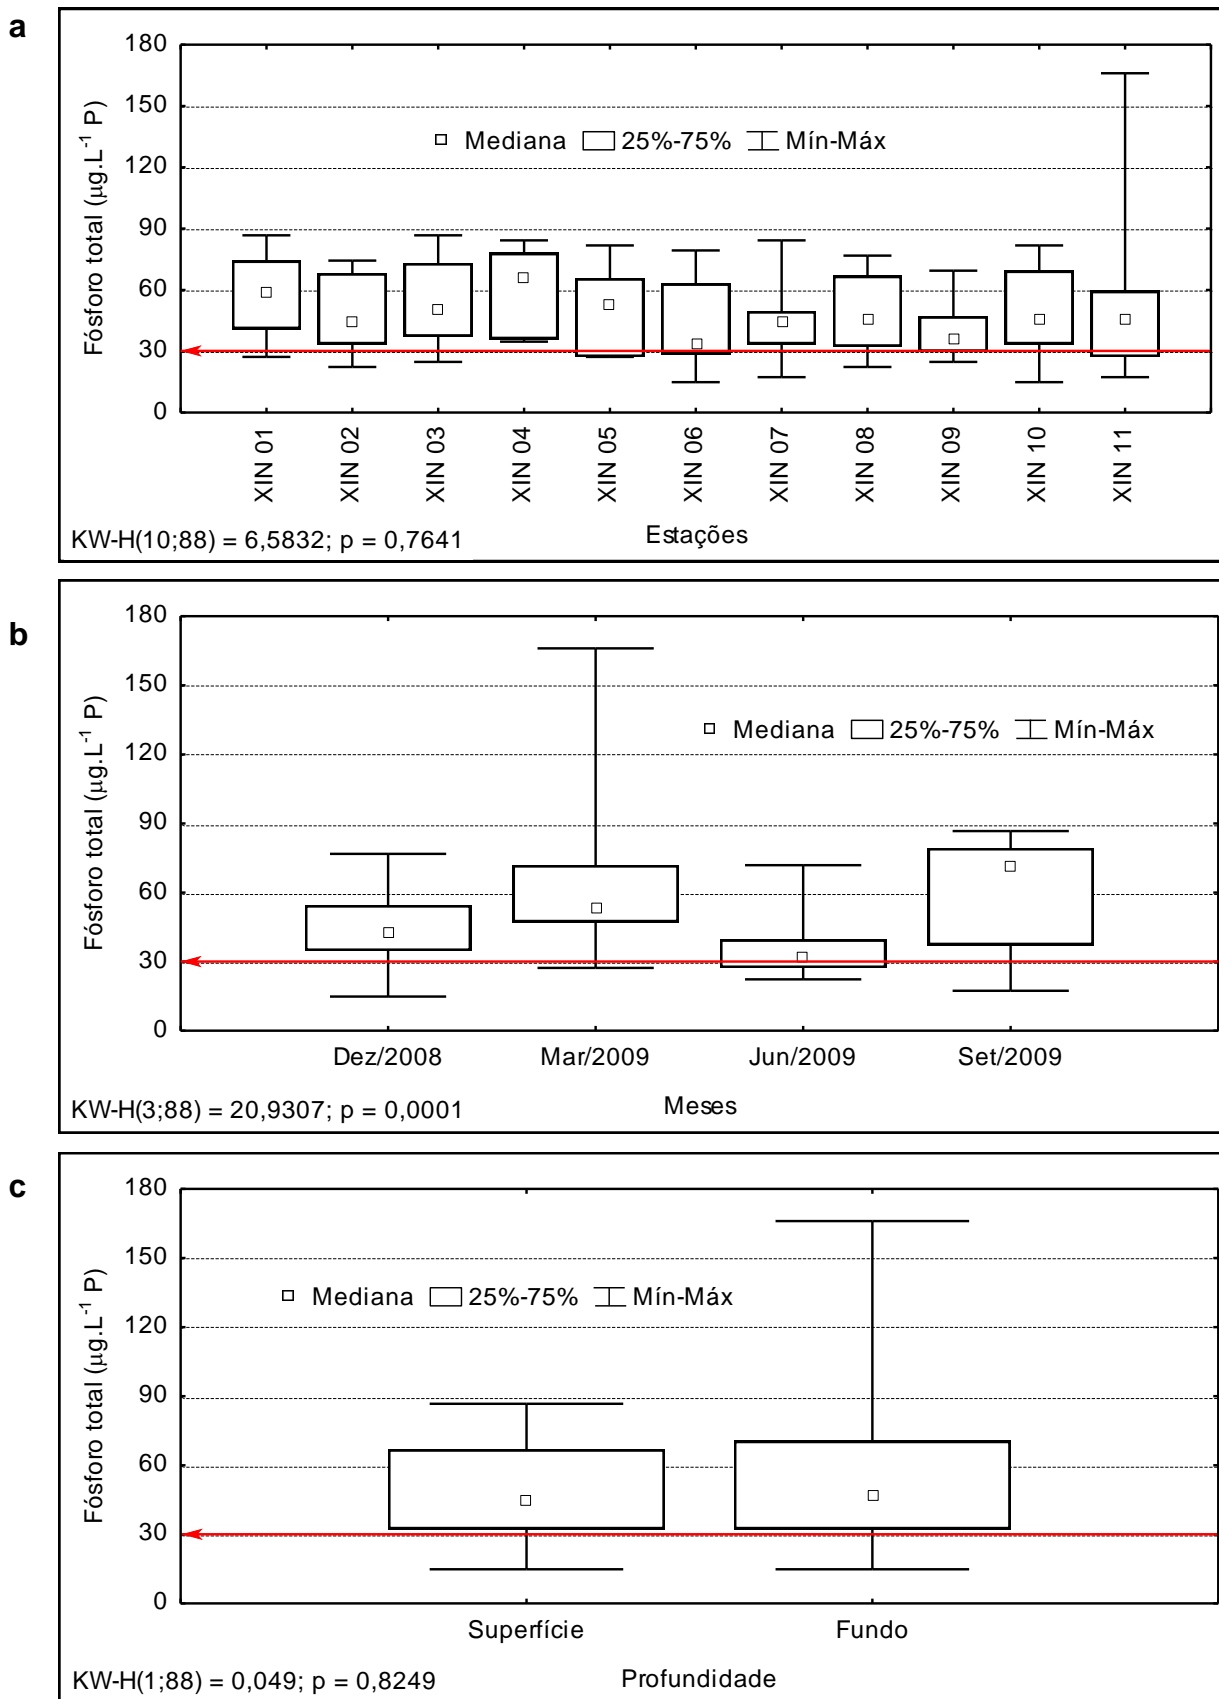 a
Fósforo total (µg.L-1 P)
180
150
120
90
60
30
0
Mediana 25%-75% Mín-Máx
XIN 01
XIN 02
XIN 03
XIN 04
XIN 05
XIN 06
XIN 07
XIN 08
XIN 09
XIN 10
XIN 11
Estações
KW-H(10;88) = 6,5832; p = 0,7641
b
Fósforo total (µg.L-1 P)
180
150
120
90
60
30
0
Mediana 25%-75% Mín-Máx
Dez/2008 Mar/2009 Jun/2009 Set/2009
Meses
KW-H(3;88) = 20,9307; p = 0,0001
c
Fósforo total (µg.L-1 P)
180
150
120
90
60
30
0
Mediana 25%-75% Mín-Máx
Superfície Fundo
Profundidade
KW-H(1;88) = 0,049; p = 0,8249